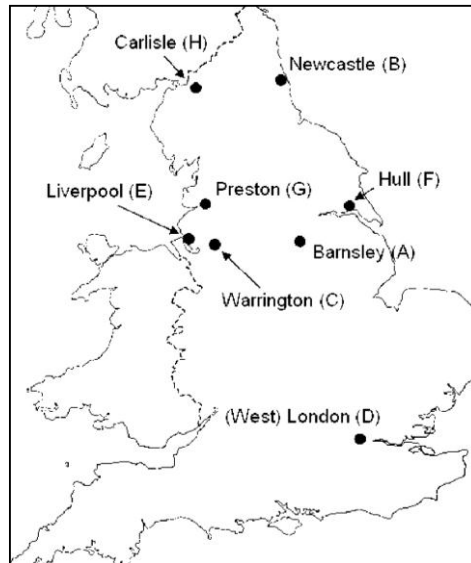 Carlisle (H)
Newcastle (B)
Hull (F)
Liverpool (E)
Preston (G)
Barnsley (A)
Warrington (C)
(West) London (D)